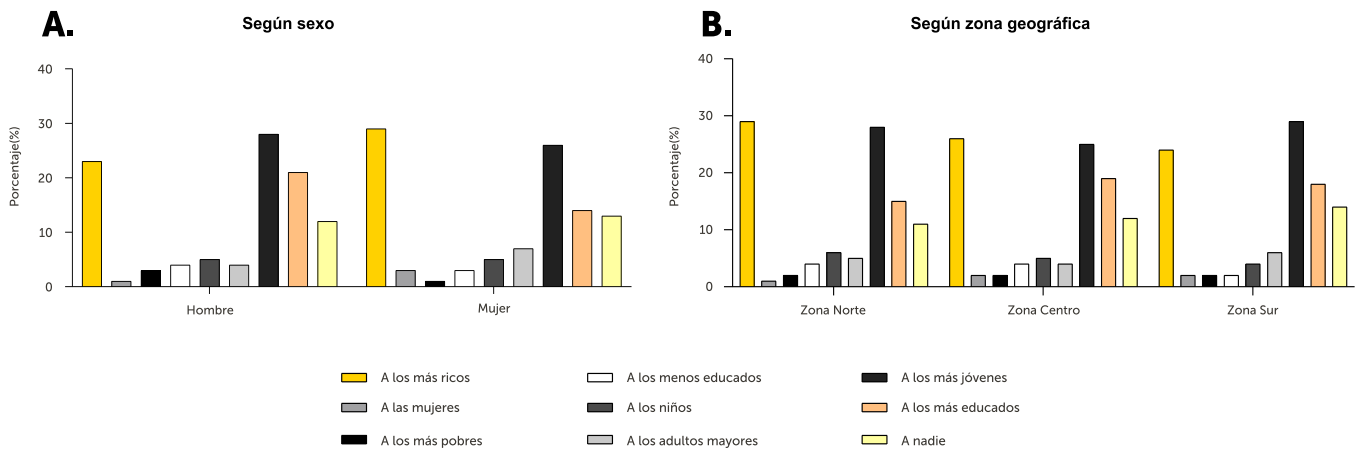 A.
Según sexo
40
30
20
10
0
Porcentaje(%)
Hombre
Mujer
B.
Según zona geográfica
40
30
20
10
0
Porcentaje(%)
Zona Norte
Zona Centro
Zona Sur
A los más ricos
A las mujeres
A los más pobres
A los menos educados
A los niños
A los adultos mayores
A los más jóvenes
A los más educados
A nadie